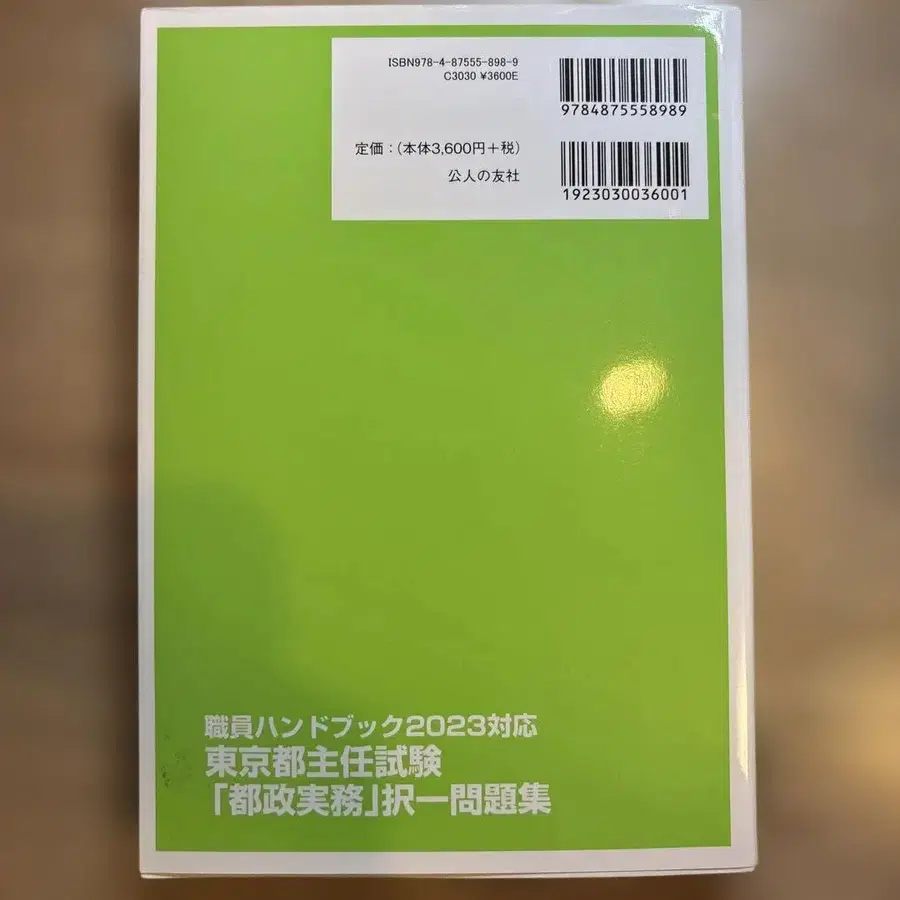 ISBN978-4-87555-898-9
C3030 ¥3600E
9784875558989
定価：（本体3,600円＋税）
公人の友社
1923030036001
職員ハンドブック2023対応
東京都主任試験
「都政実務」択一問題集